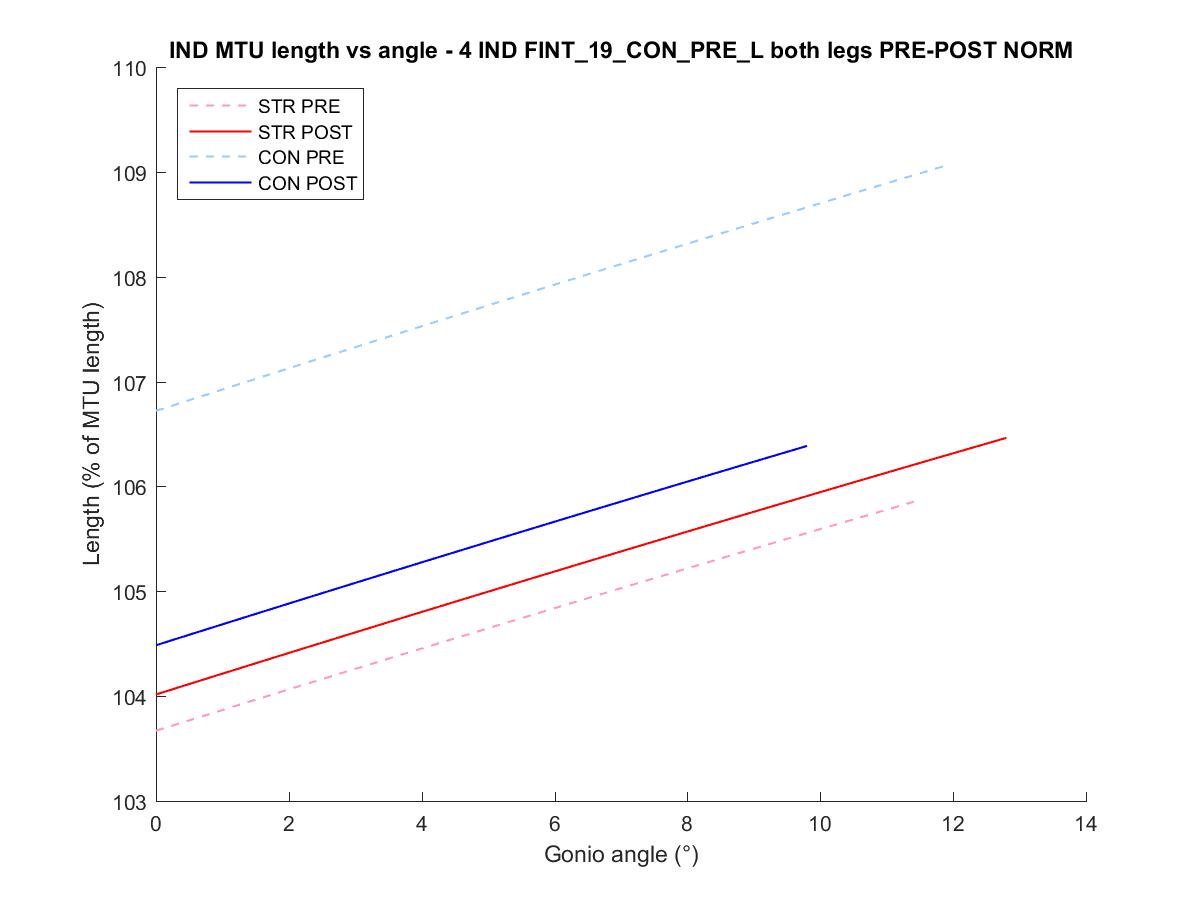 IND MTU length vs angle - 4 IND FINT_19_CON_PRE_L both legs PRE-POST NORM
110
109
108
107
106
105
104
103
Length (% of MTU length)
STR PRE
STR POST
CON PRE
CON POST
0 2 4 6 8 10 12 14
Gonio angle (°)